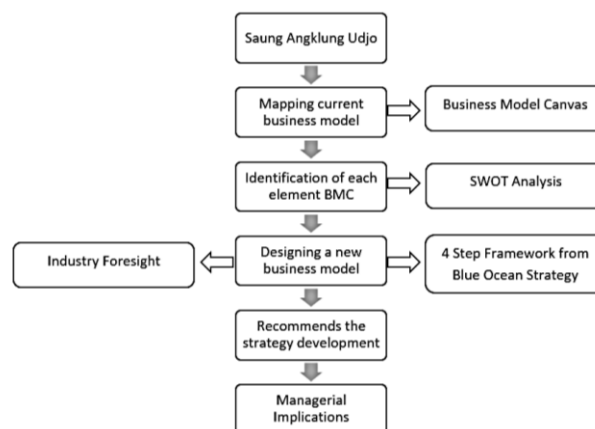 Saung Angklung Udjo
Mapping current
business model
Business Model Canvas
Identification of each
element BMC
SWOT Analysis
Industry Foresight
Designing a new
business model
4 Step Framework from
Blue Ocean Strategy
Recommends the
strategy development
Managerial
Implications